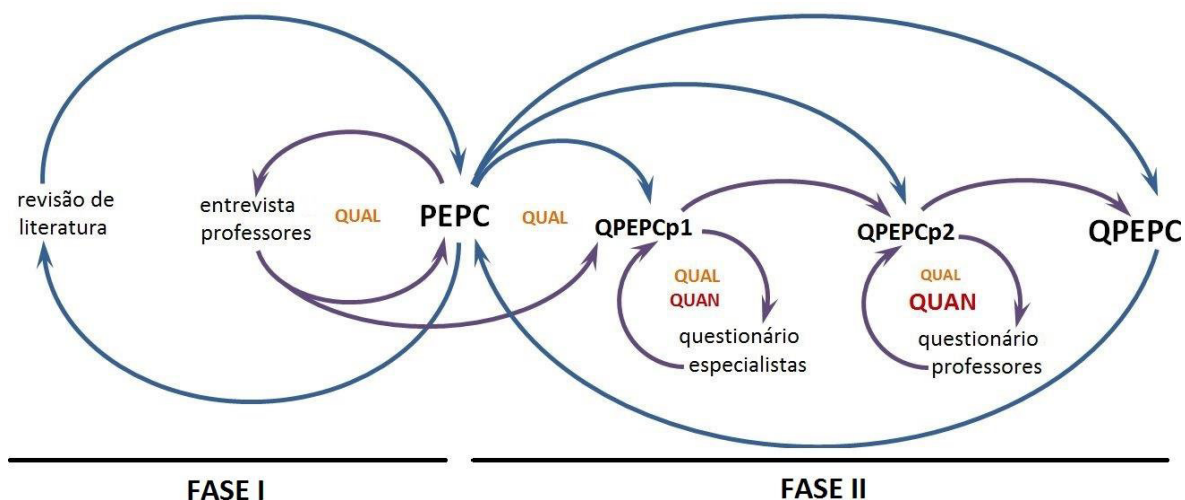 revisão de
literatura
entrevista
professores
QUAL
PEPC
QUAL
QPEPCp1
QUAL
QUAN
questionário
especialistas
QPEPCp2
QUAL
QUAN
questionário
professores
QPEPC
FASE I
FASE II